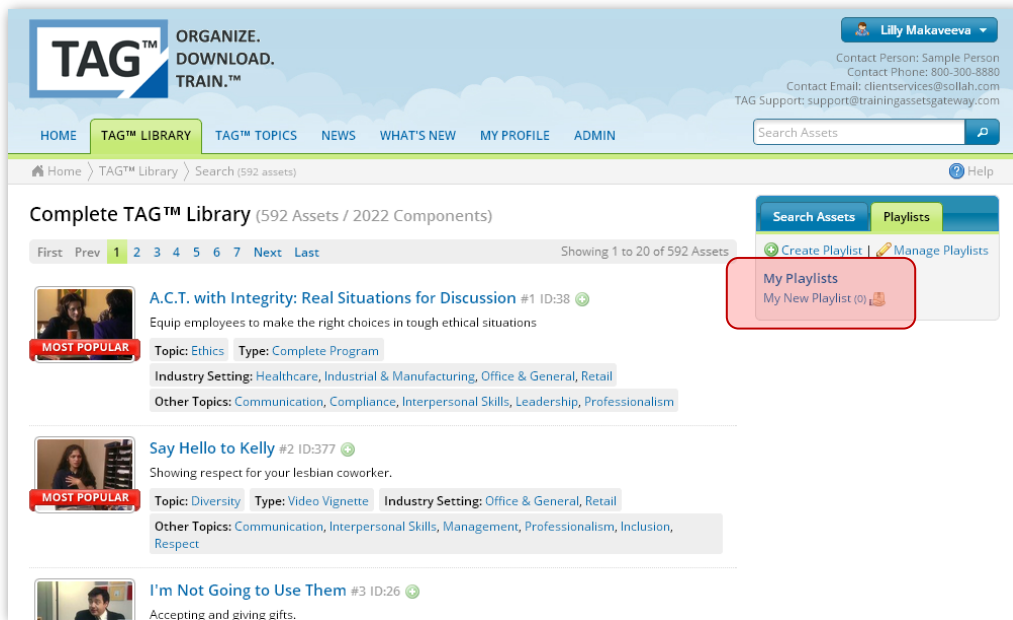 TAG™
ORGANIZE.
DOWNLOAD.
TRAIN.™
Lilly Makaveeva
Contact Person: Sample Person
Contact Phone: 800-300-8880
Contact Email: clientservices@sollah.com
TAG Support: support@trainingassetsgateway.com
HOME TAG™ LIBRARY TAG™ TOPICS NEWS WHAT'S NEW MY PROFILE ADMIN
Search Assets
Home TAG™ Library Search (592 assets)
Help
Complete TAG™ Library (592 Assets / 2022 Components)
First Prev 1 2 3 4 5 6 7 Next Last
Showing 1 to 20 of 592 Assets
Search Assets Playlists
Create Playlist | Manage Playlists
My Playlists
My New Playlist (0)
A.C.T. with Integrity: Real Situations for Discussion #1 ID:38
Equip employees to make the right choices in tough ethical situations
MOST POPULAR
Topic: Ethics Type: Complete Program
Industry Setting: Healthcare, Industrial & Manufacturing, Office & General, Retail
Other Topics: Communication, Compliance, Interpersonal Skills, Leadership, Professionalism
Say Hello to Kelly #2 ID:377
Showing respect for your lesbian coworker.
MOST POPULAR
Topic: Diversity Type: Video Vignette Industry Setting: Office & General, Retail
Other Topics: Communication, Interpersonal Skills, Management, Professionalism, Inclusion,
Respect
I'm Not Going to Use Them #3 ID:26
Accepting and giving gifts.